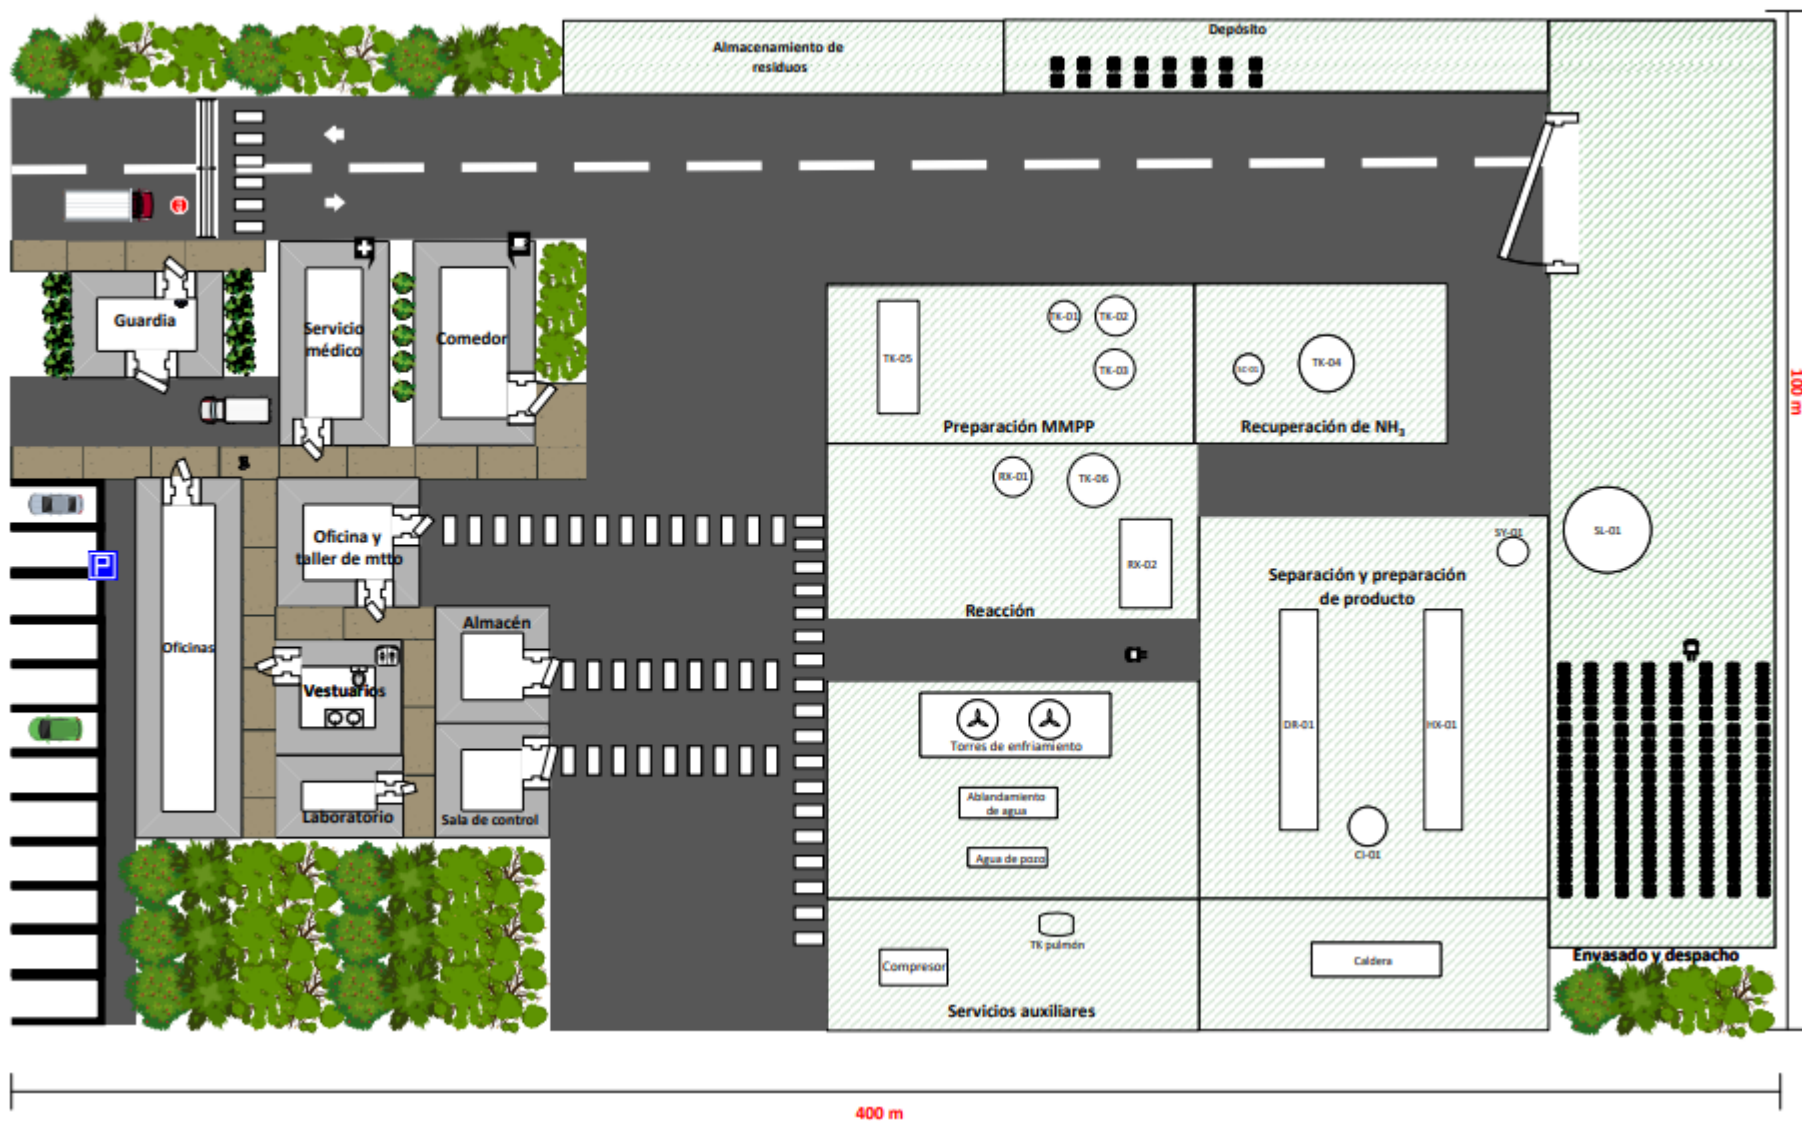 Almacenamiento de
residuos
Depósito
100 m
Guardia
Servicio
médico
Comedor
TK-05
TK-01
TK-02
TK-03
Preparación MMPP
SC-01
TK-04
Recuperación de NH₃
RX-01
TK-06
RX-02
Reacción
SY-01
SL-01
Separación y preparación
de producto
DR-01
HX-01
CI-01
P
Oficina y
taller de mtto
Oficinas
Almacén
Vestuarios
Laboratorio
Sala de control
Torres de enfriamiento
Ablandamiento
de agua
Agua de pozo
TK pulmón
Compresor
Servicios auxiliares
Caldera
Envasado y despacho
400 m